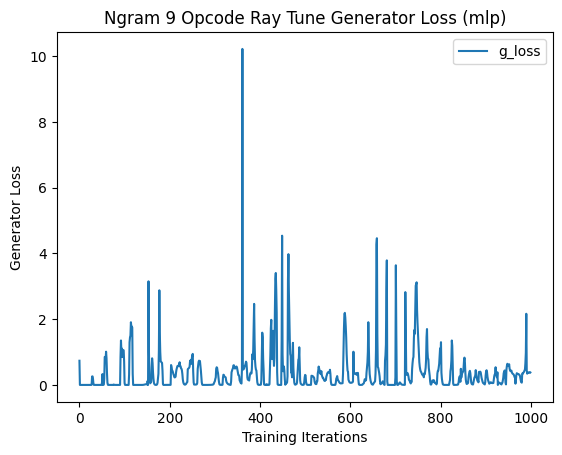 Ngram 9 Opcode Ray Tune Generator Loss (mlp)
g_loss
10
8
6
4
2
0
Generator Loss
0 200 400 600 800 1000
Training Iterations